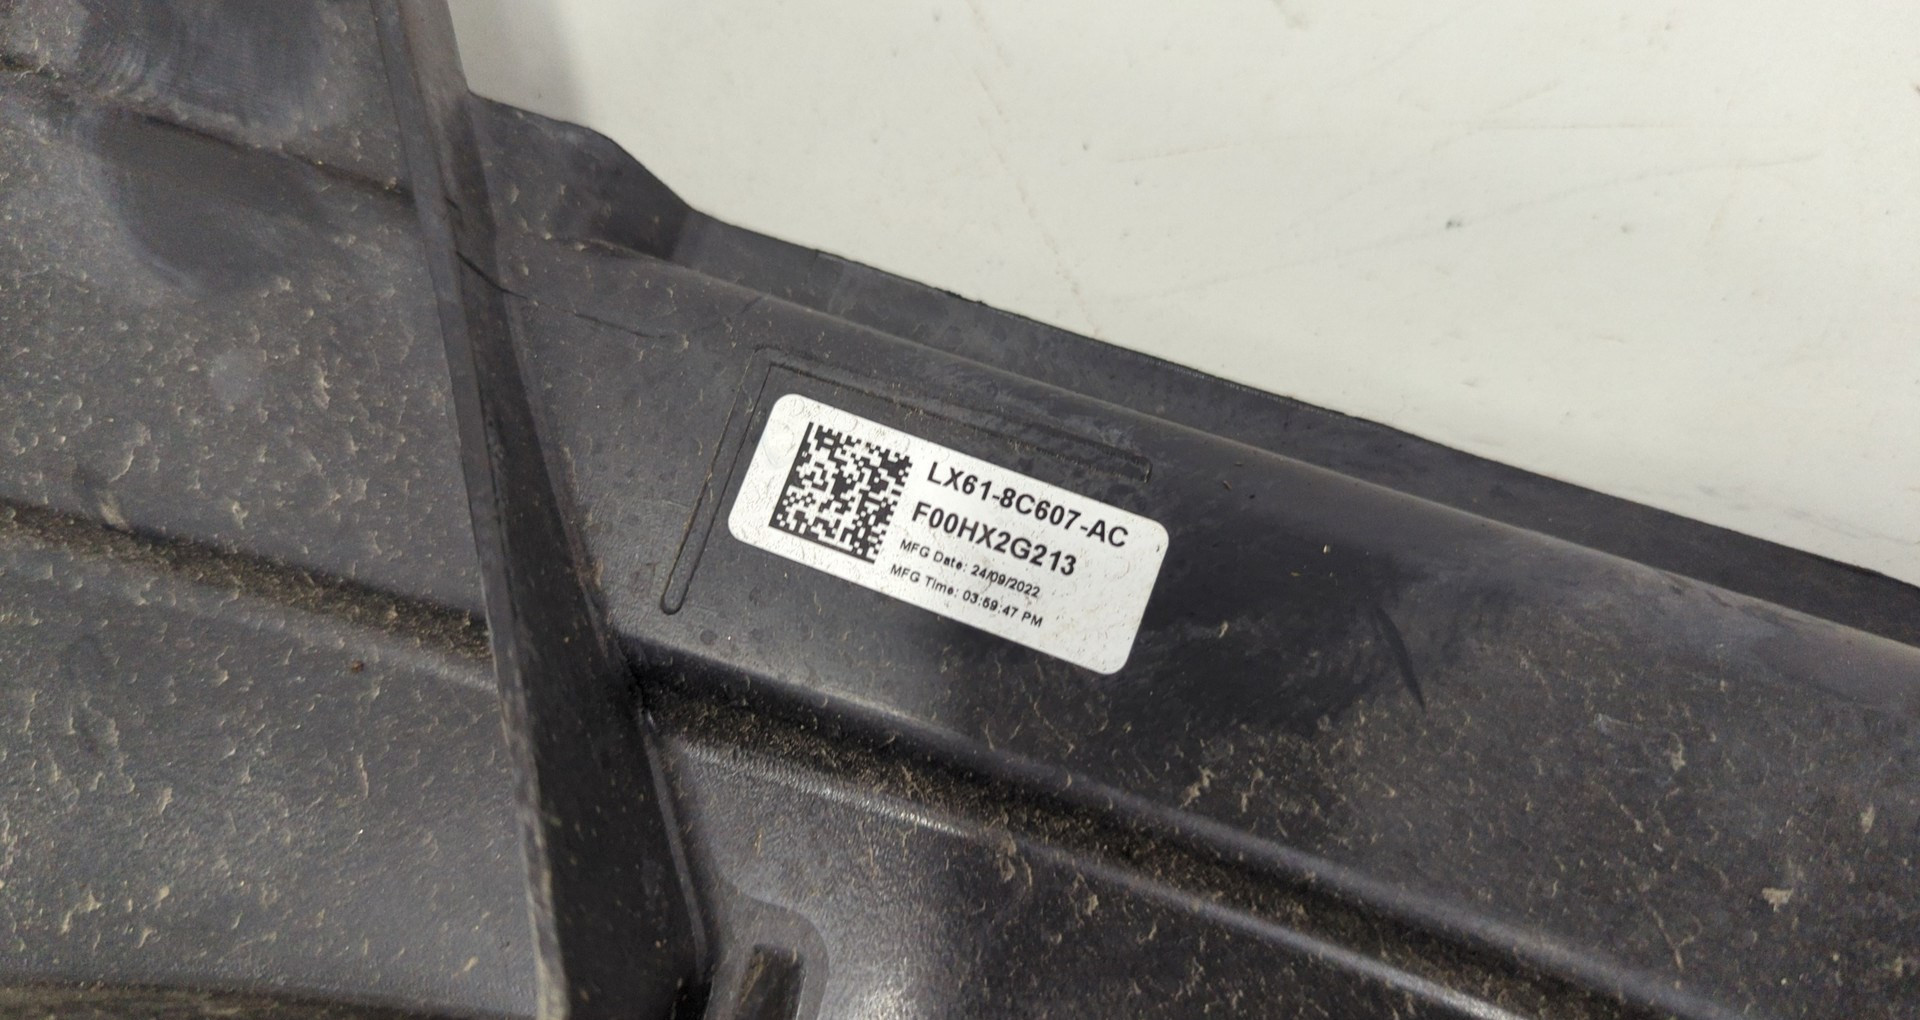 LX61-8C607-AC
F00HX2G213
MFG Date: 24/09/2022
MFG Time: 03:59:47 PM